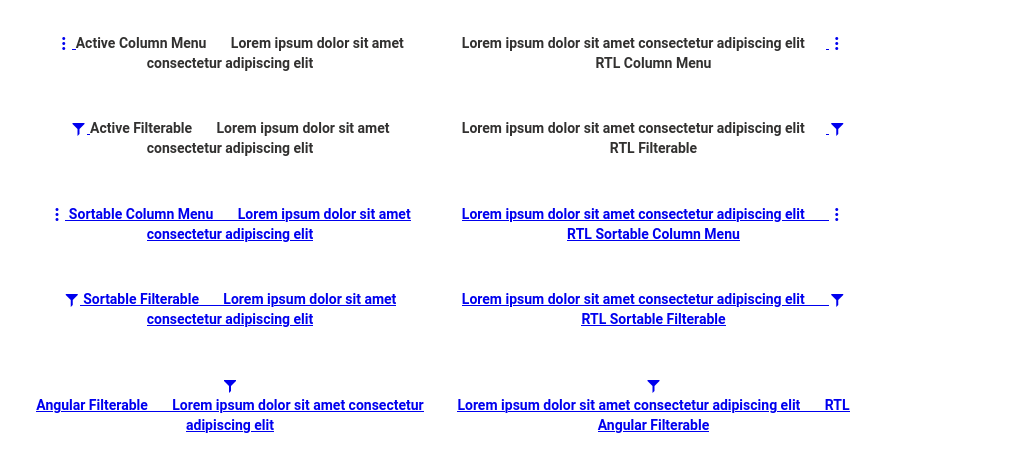 Active Column Menu Lorem ipsum dolor sit amet
consectetur adipiscing elit
Lorem ipsum dolor sit amet consectetur adipiscing elit
RTL Column Menu
Active Filterable Lorem ipsum dolor sit amet
consectetur adipiscing elit
Lorem ipsum dolor sit amet consectetur adipiscing elit
RTL Filterable
Sortable Column Menu Lorem ipsum dolor sit amet
consectetur adipiscing elit
Lorem ipsum dolor sit amet consectetur adipiscing elit
RTL Sortable Column Menu
Sortable Filterable Lorem ipsum dolor sit amet
consectetur adipiscing elit
Lorem ipsum dolor sit amet consectetur adipiscing elit
RTL Sortable Filterable
Angular Filterable Lorem ipsum dolor sit amet consectetur
adipiscing elit
Lorem ipsum dolor sit amet consectetur adipiscing elit RTL
Angular Filterable